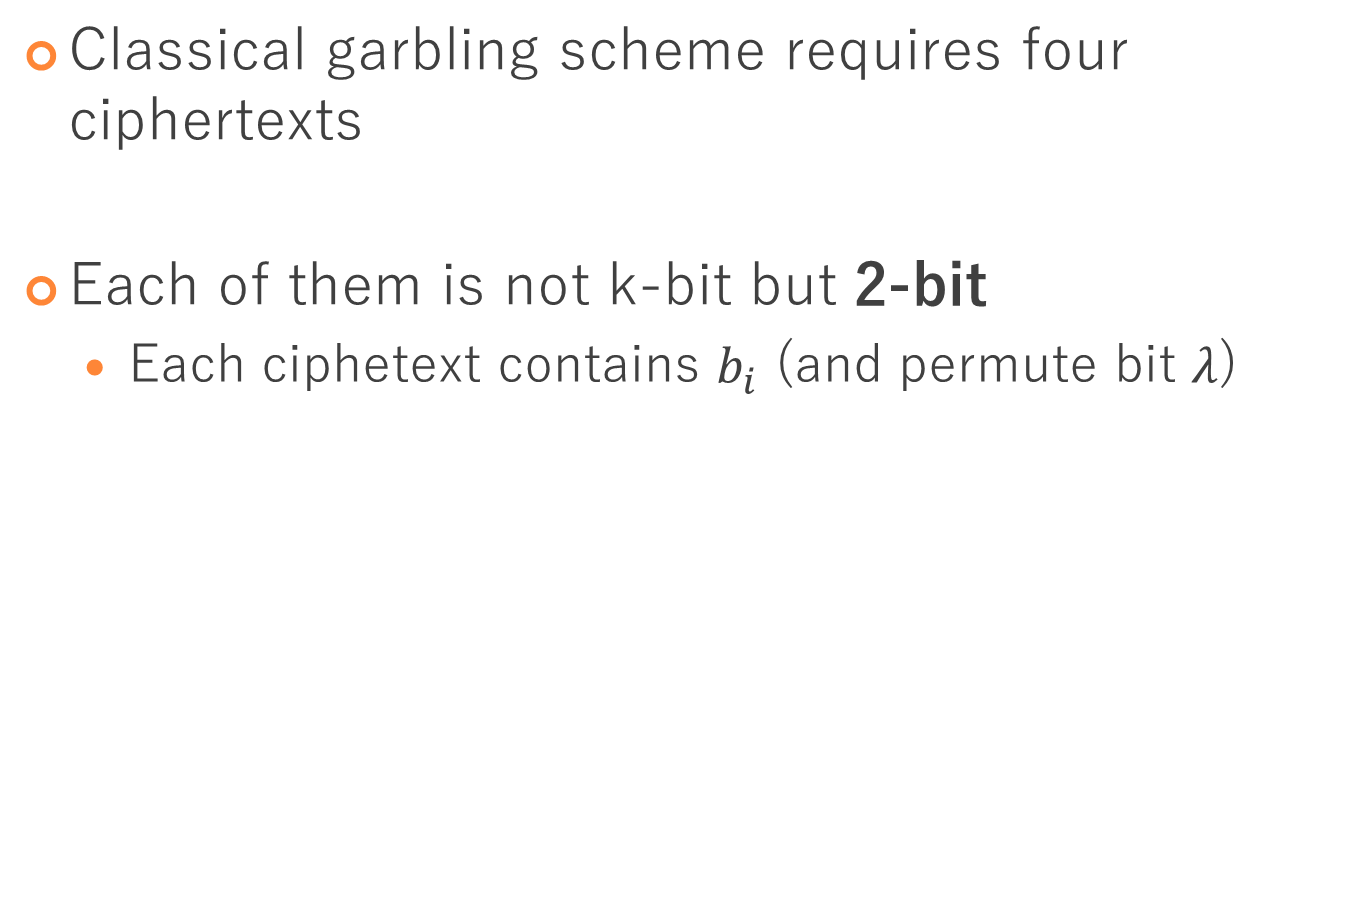 Classical garbling scheme requires four
ciphertexts
Each of them is not k-bit but 2-bit
Each ciphetext contains b_i (and permute bit λ)